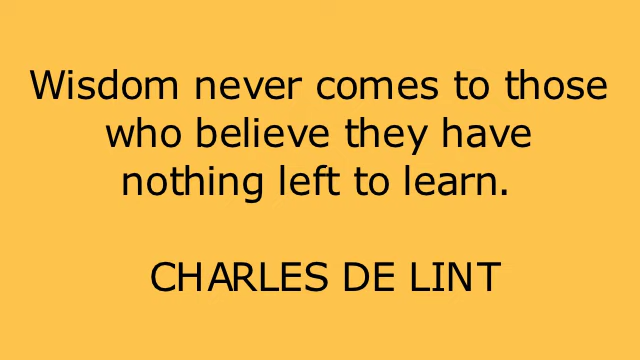 Wisdom never comes to those
who believe they have
nothing left to learn.
CHARLES DE LINT